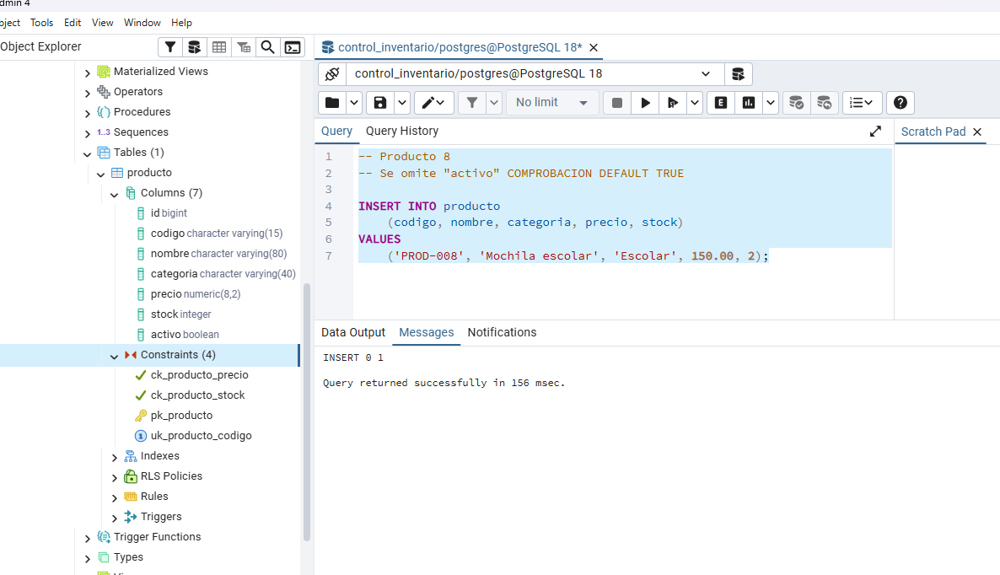 dmin 4
bject Tools Edit View Window Help
Object Explorer
Materialized Views
Operators
Procedures
1..3 Sequences
Tables (1)
producto
Columns (7)
id bigint
codigo character varying(15)
nombre character varying(80)
categoria character varying(40)
precio numeric(8,2)
stock integer
activo boolean
Constraints (4)
ck_producto_precio
ck_producto_stock
pk_producto
1 uk_producto_codigo
Indexes
RLS Policies
Rules
Triggers
Trigger Functions
Types
control_inventario/postgres@PostgreSQL 18*
control_inventario/postgres@PostgreSQL 18
No limit
E
Query Query History
Scratch Pad
1 -- Producto 8
2 -- Se omite "activo" COMPROBACION DEFAULT TRUE
3
4 INSERT INTO producto
5 (codigo, nombre, categoria, precio, stock)
6 VALUES
7 ('PROD-008', 'Mochila escolar', 'Escolar', 150.00, 2);
Data Output Messages Notifications
INSERT 0 1
Query returned successfully in 156 msec.